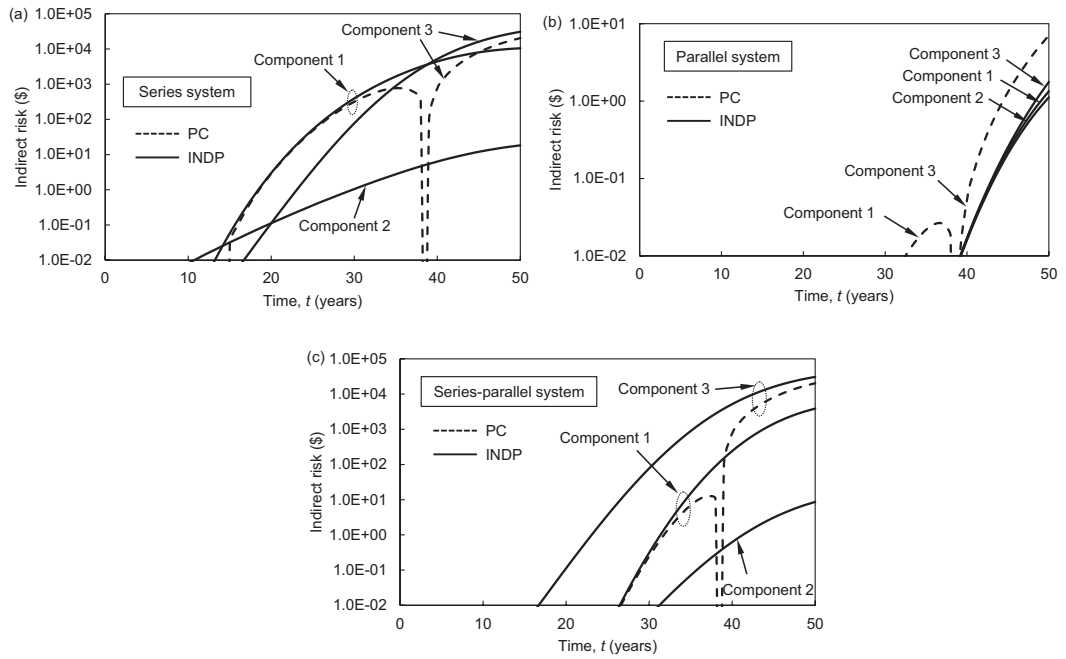 (a)
Indirect risk ($)
1.0E+05
1.0E+04
1.0E+03
1.0E+02
1.0E+01
1.0E+00
1.0E-01
1.0E-02
Series system
PC
INDP
Component 1
Component 3
Component 2
0 10 20 30 40 50
Time, t (years)
(b)
Indirect risk ($)
1.0E+01
1.0E+00
1.0E-01
1.0E-02
Parallel system
PC
INDP
Component 3
Component 1
Component 2
Component 3
Component 1
0 10 20 30 40 50
Time, t (years)
(c)
Indirect risk ($)
1.0E+05
1.0E+04
1.0E+03
1.0E+02
1.0E+01
1.0E+00
1.0E-01
1.0E-02
Series-parallel system
PC
INDP
Component 3
Component 1
Component 2
0 10 20 30 40 50
Time, t (years)